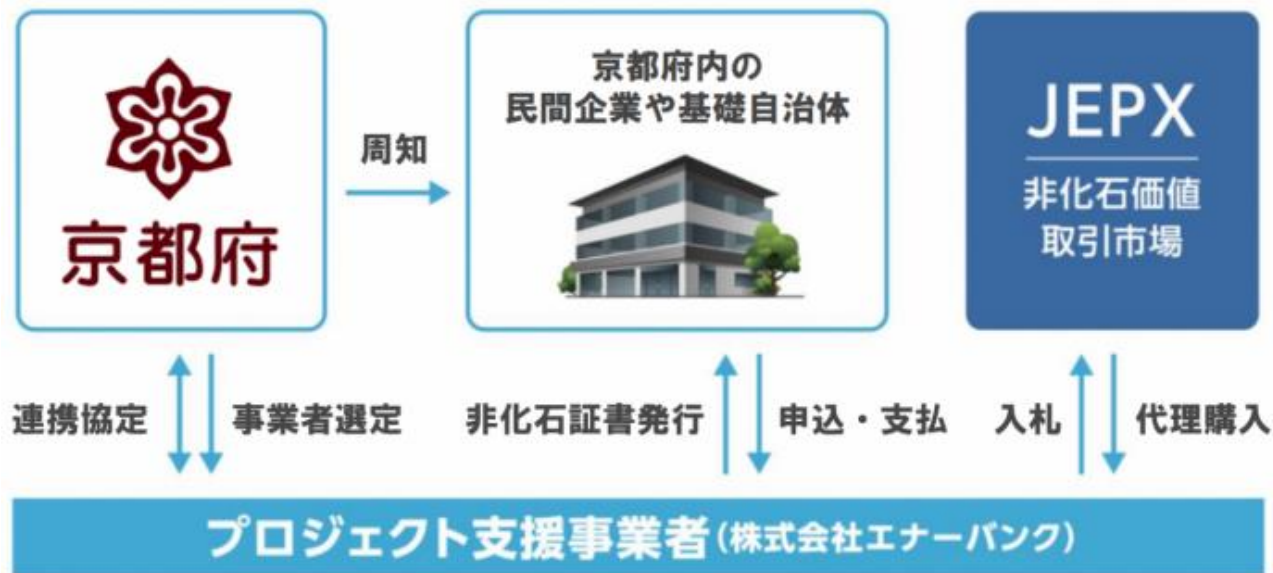 京都府
周知
京都府内の
民間企業や基礎自治体
JEPX
非化石価値
取引市場
連携協定
事業者選定
非化石証書発行
申込・支払
入札
代理購入
プロジェクト支援事業者(株式会社エナーバンク)